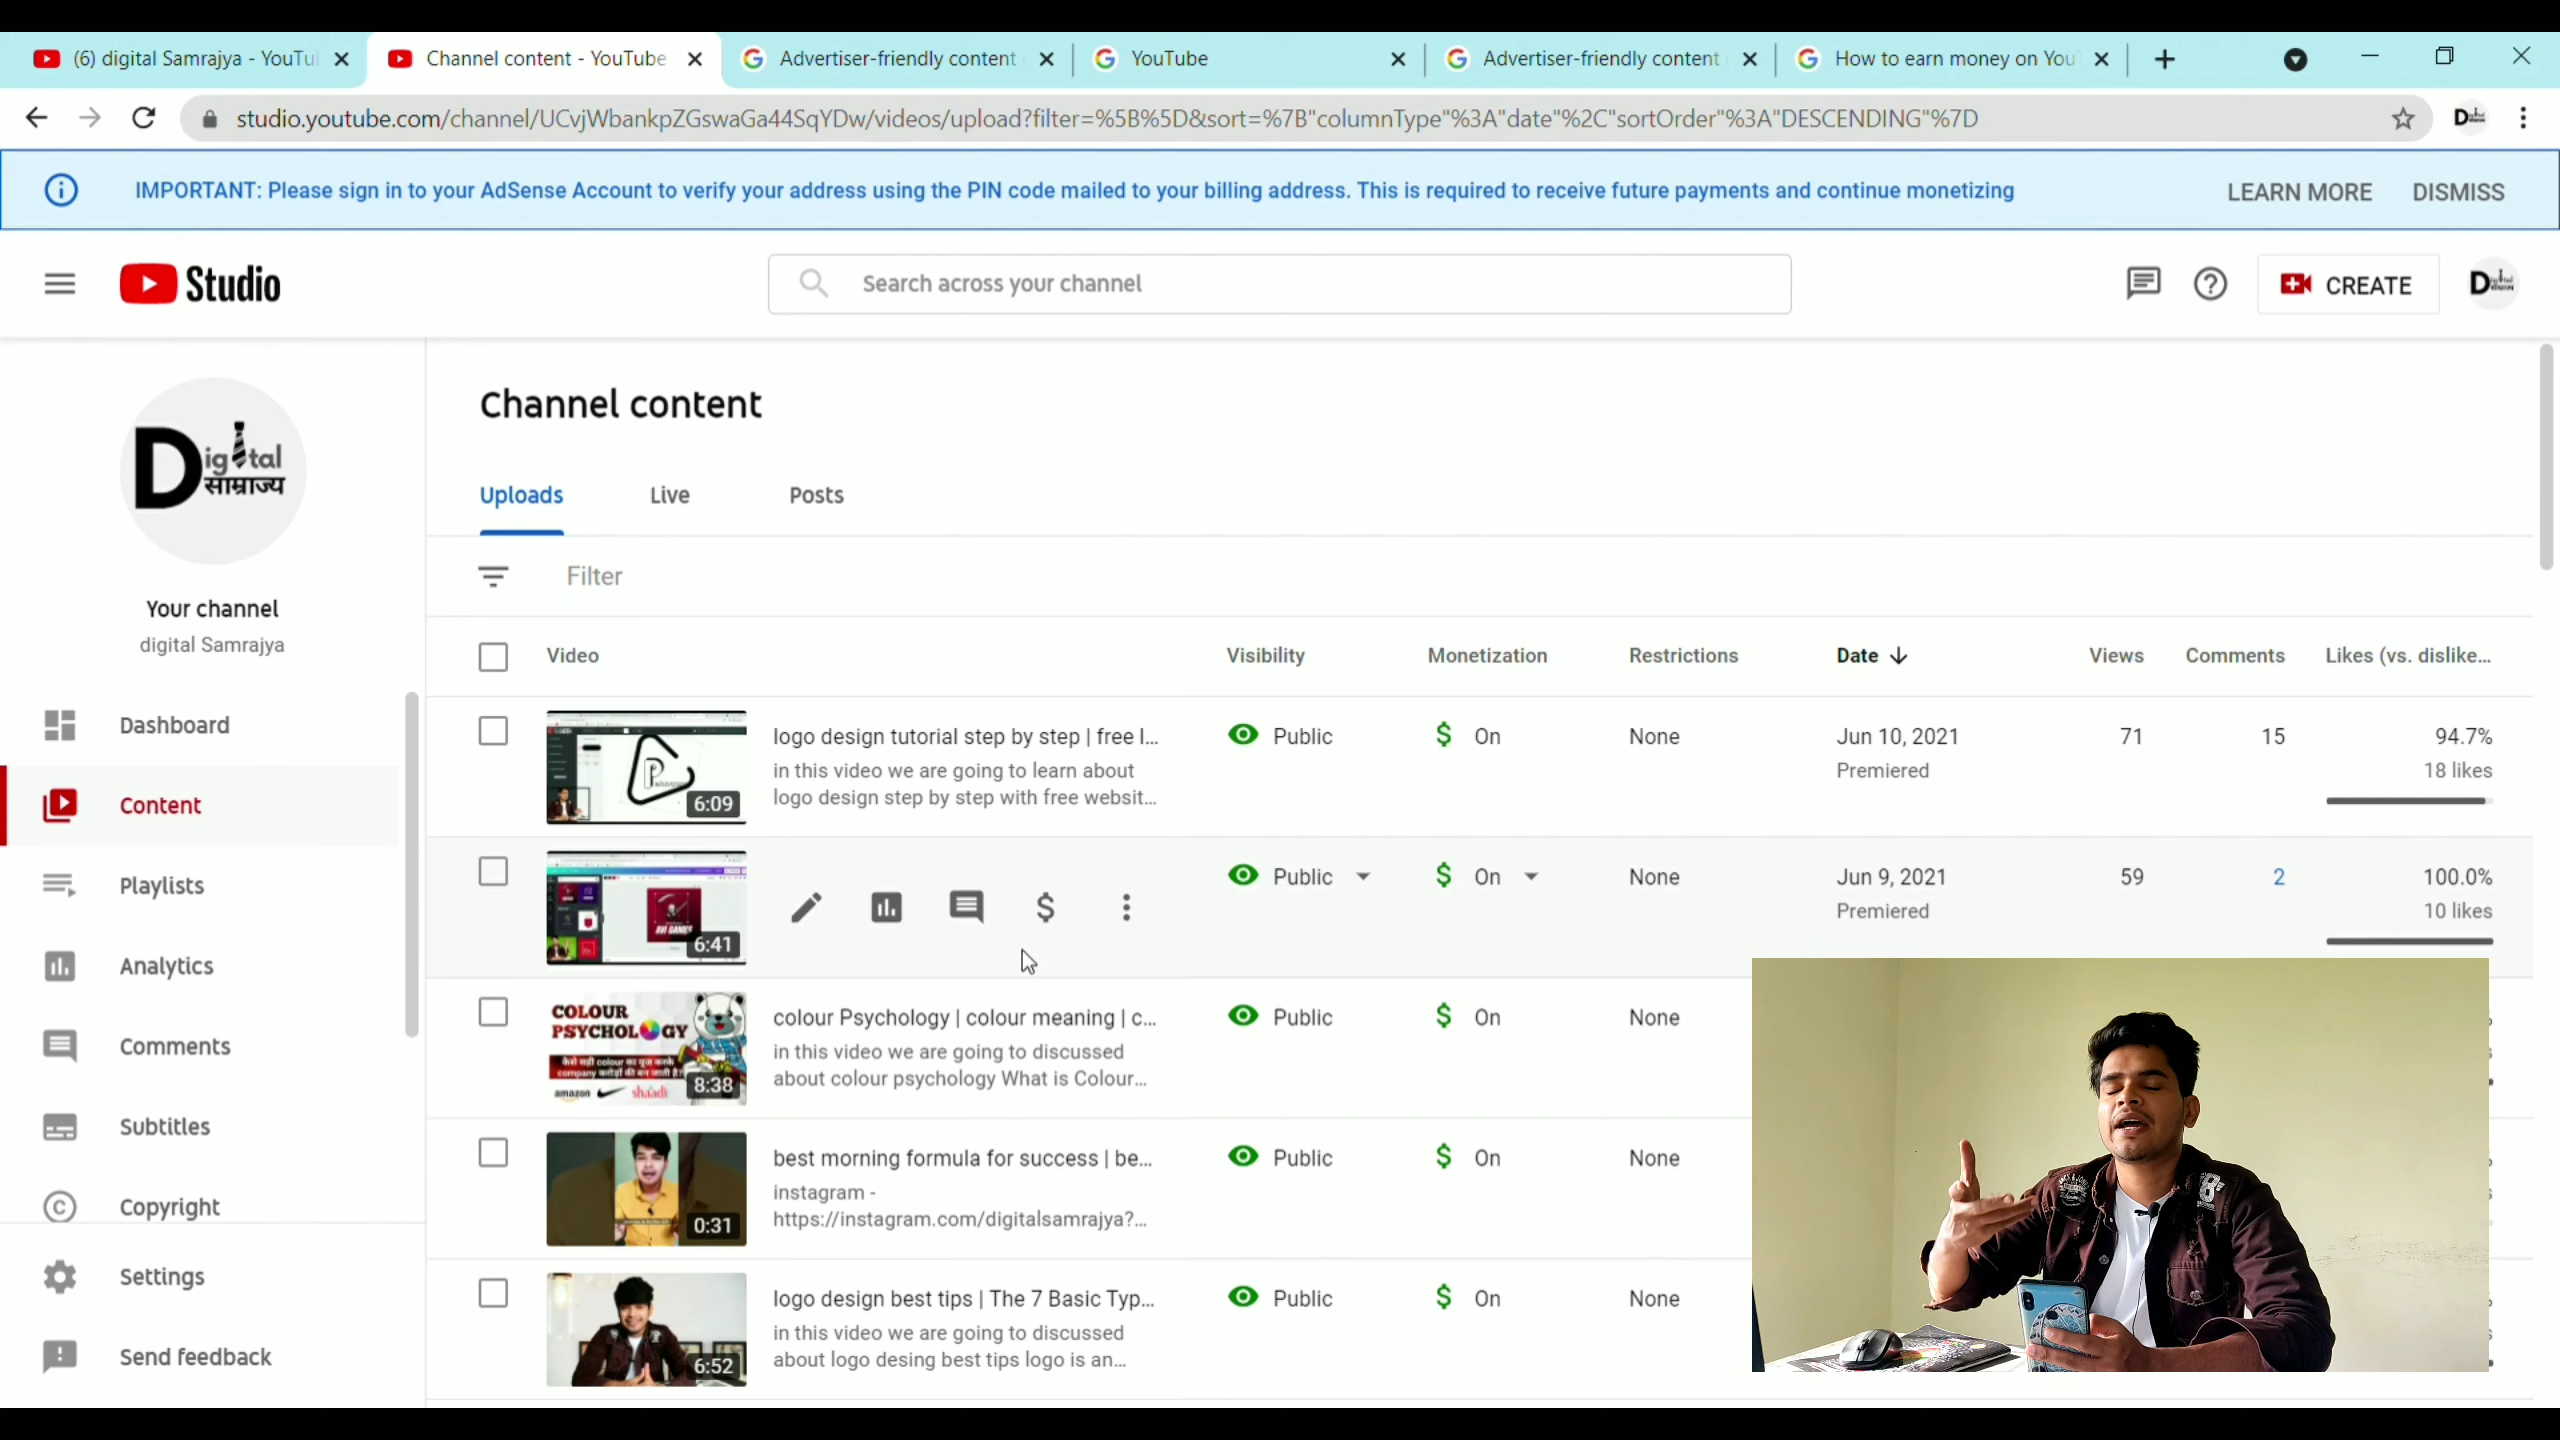 (6) digital Samrajya - YouTu
Channel content - YouTube
Advertiser-friendly content
YouTube
Advertiser-friendly content
How to earn money on You
studio.youtube.com/channel/UCvjWbankpZGswaGa44SqYDw/videos/upload?filter=%5B%5D&sort=%7B"columnType"%3A"date"%2C"sortOrder"%3A"DESCENDING"%7D
IMPORTANT: Please sign in to your AdSense Account to verify your address using the PIN code mailed to your billing address. This is required to receive future payments and continue monetizing
LEARN MORE
DISMISS
Studio
Search across your channel
CREATE
Digital
साम्राज्य
Your channel
digital Samrajya
Dashboard
Content
Playlists
Analytics
Comments
Subtitles
Copyright
Settings
Send feedback
Channel content
Uploads Live Posts
Filter
Video Visibility Monetization Restrictions Date Views Comments Likes (vs. dislike...
logo design tutorial step by step | free l... Public On None Jun 10, 2021 71 15 94.7%
in this video we are going to learn about Premiered 18 likes
logo design step by step with free websit...
6:09
Public On None Jun 9, 2021 59 2 100.0%
Premiered 10 likes
AVI GAMES
6:41
COLOUR
PSYCHOLOGY
amazon shaadi
8:38
colour Psychology | colour meaning | c... Public On None
in this video we are going to discussed
about colour psychology What is Colour...
best morning formula for success | be... Public On None
instagram -
https://instagram.com/digitalsamrajya?...
0:31
logo design best tips | The 7 Basic Typ... Public On None
in this video we are going to discussed
about logo desing best tips logo is an...
6:52